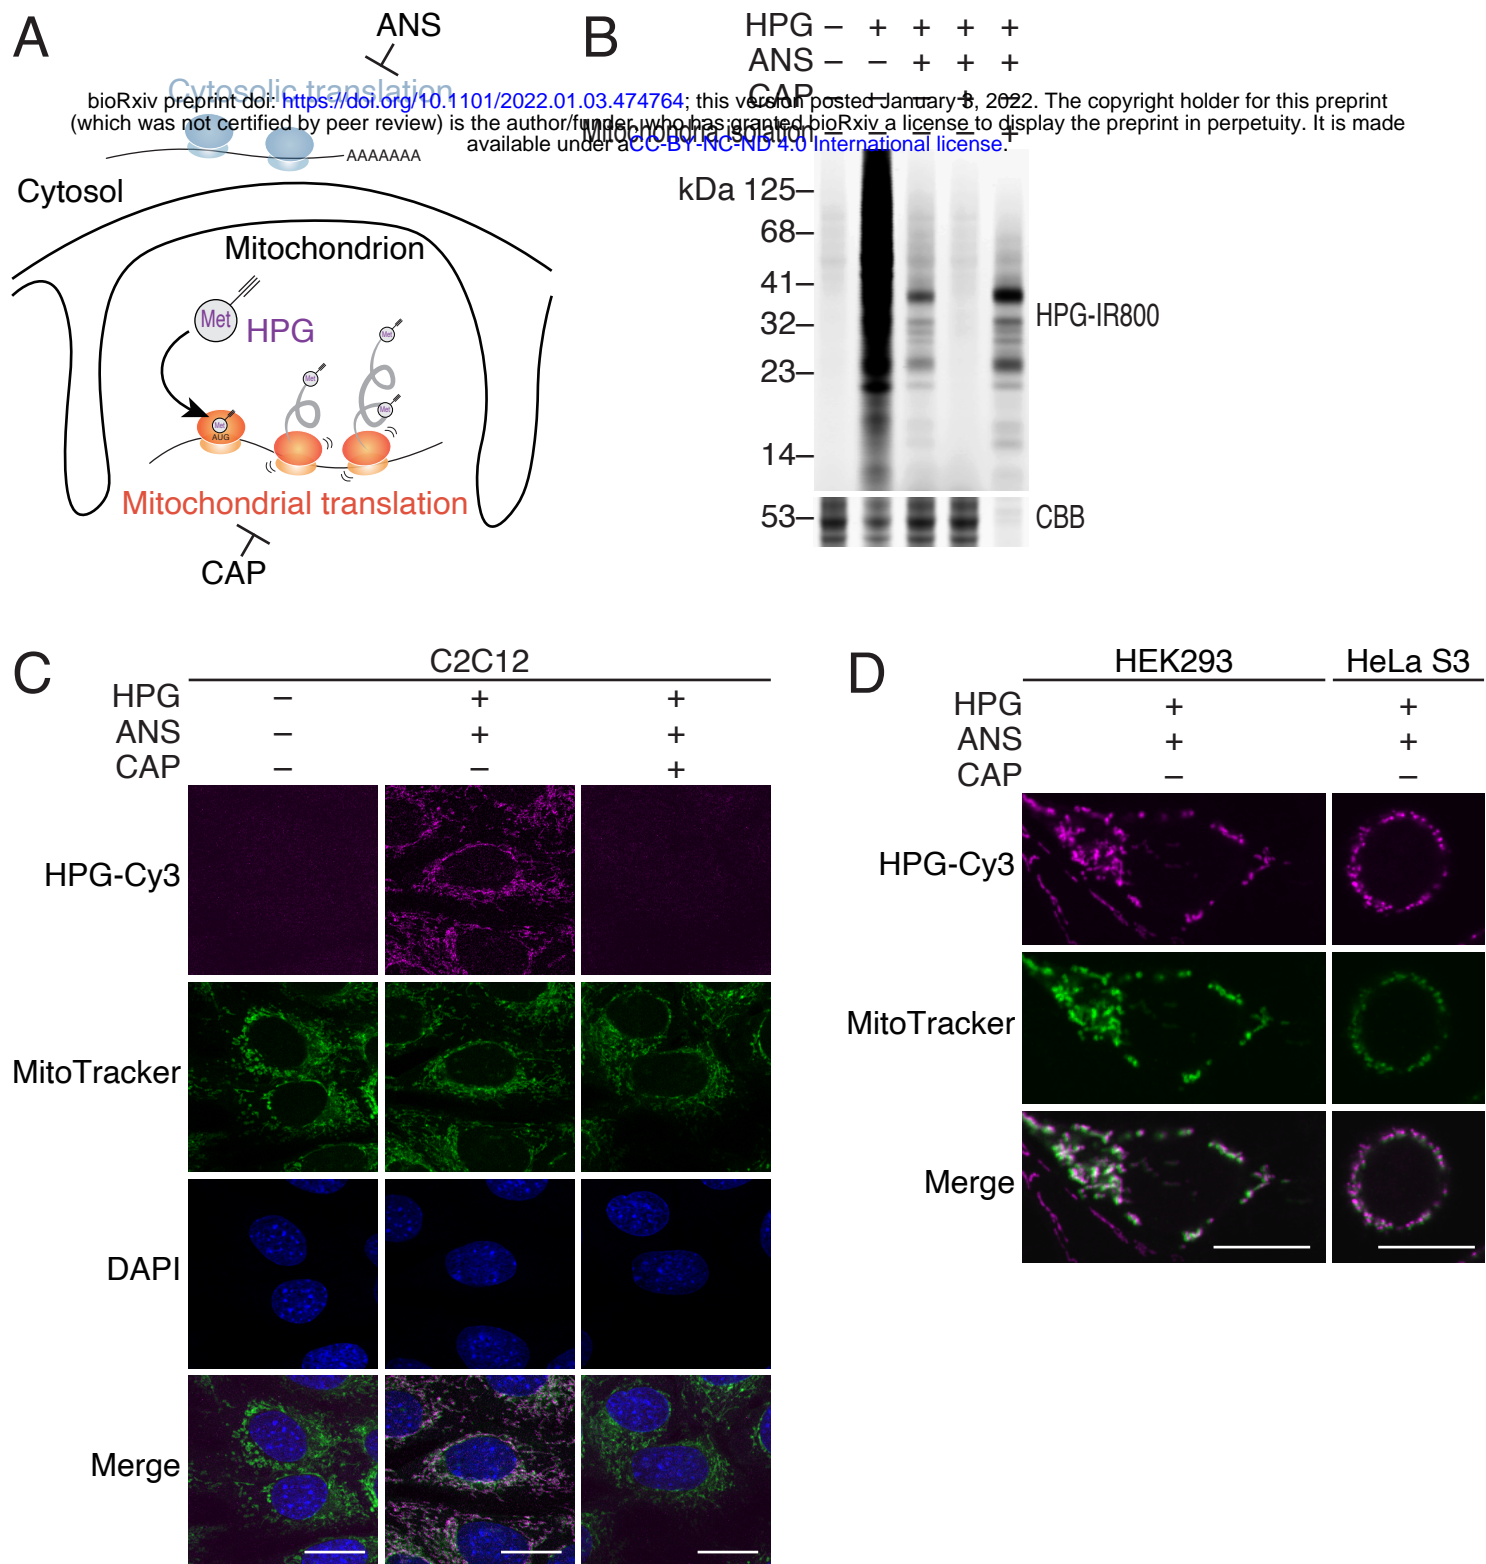 A
ANS
Cytosolic translation
AAAAAAA
Cytosol
Mitochondrion
Met
HPG
Met
Met
Met
Met
AUG
Mitochondrial translation
CAP
B
HPG – + + + +
ANS – – + + +
CAP – – – + –
Mitochondria isolation – – – – +
bioRxiv preprint doi: https://doi.org/10.1101/2022.01.03.474764; this version posted January 3, 2022. The copyright holder for this preprint
(which was not certified by peer review) is the author/funder, who has granted bioRxiv a license to display the preprint in perpetuity. It is made
available under aCC-BY-NC-ND 4.0 International license.
kDa 125–
68–
41–
32–
23–
14–
HPG-IR800
53–
CBB
C
C2C12
HPG – + +
ANS – + +
CAP – – +
HPG-Cy3
MitoTracker
DAPI
Merge
D
HEK293 HeLa S3
HPG + +
ANS + +
CAP – –
HPG-Cy3
MitoTracker
Merge